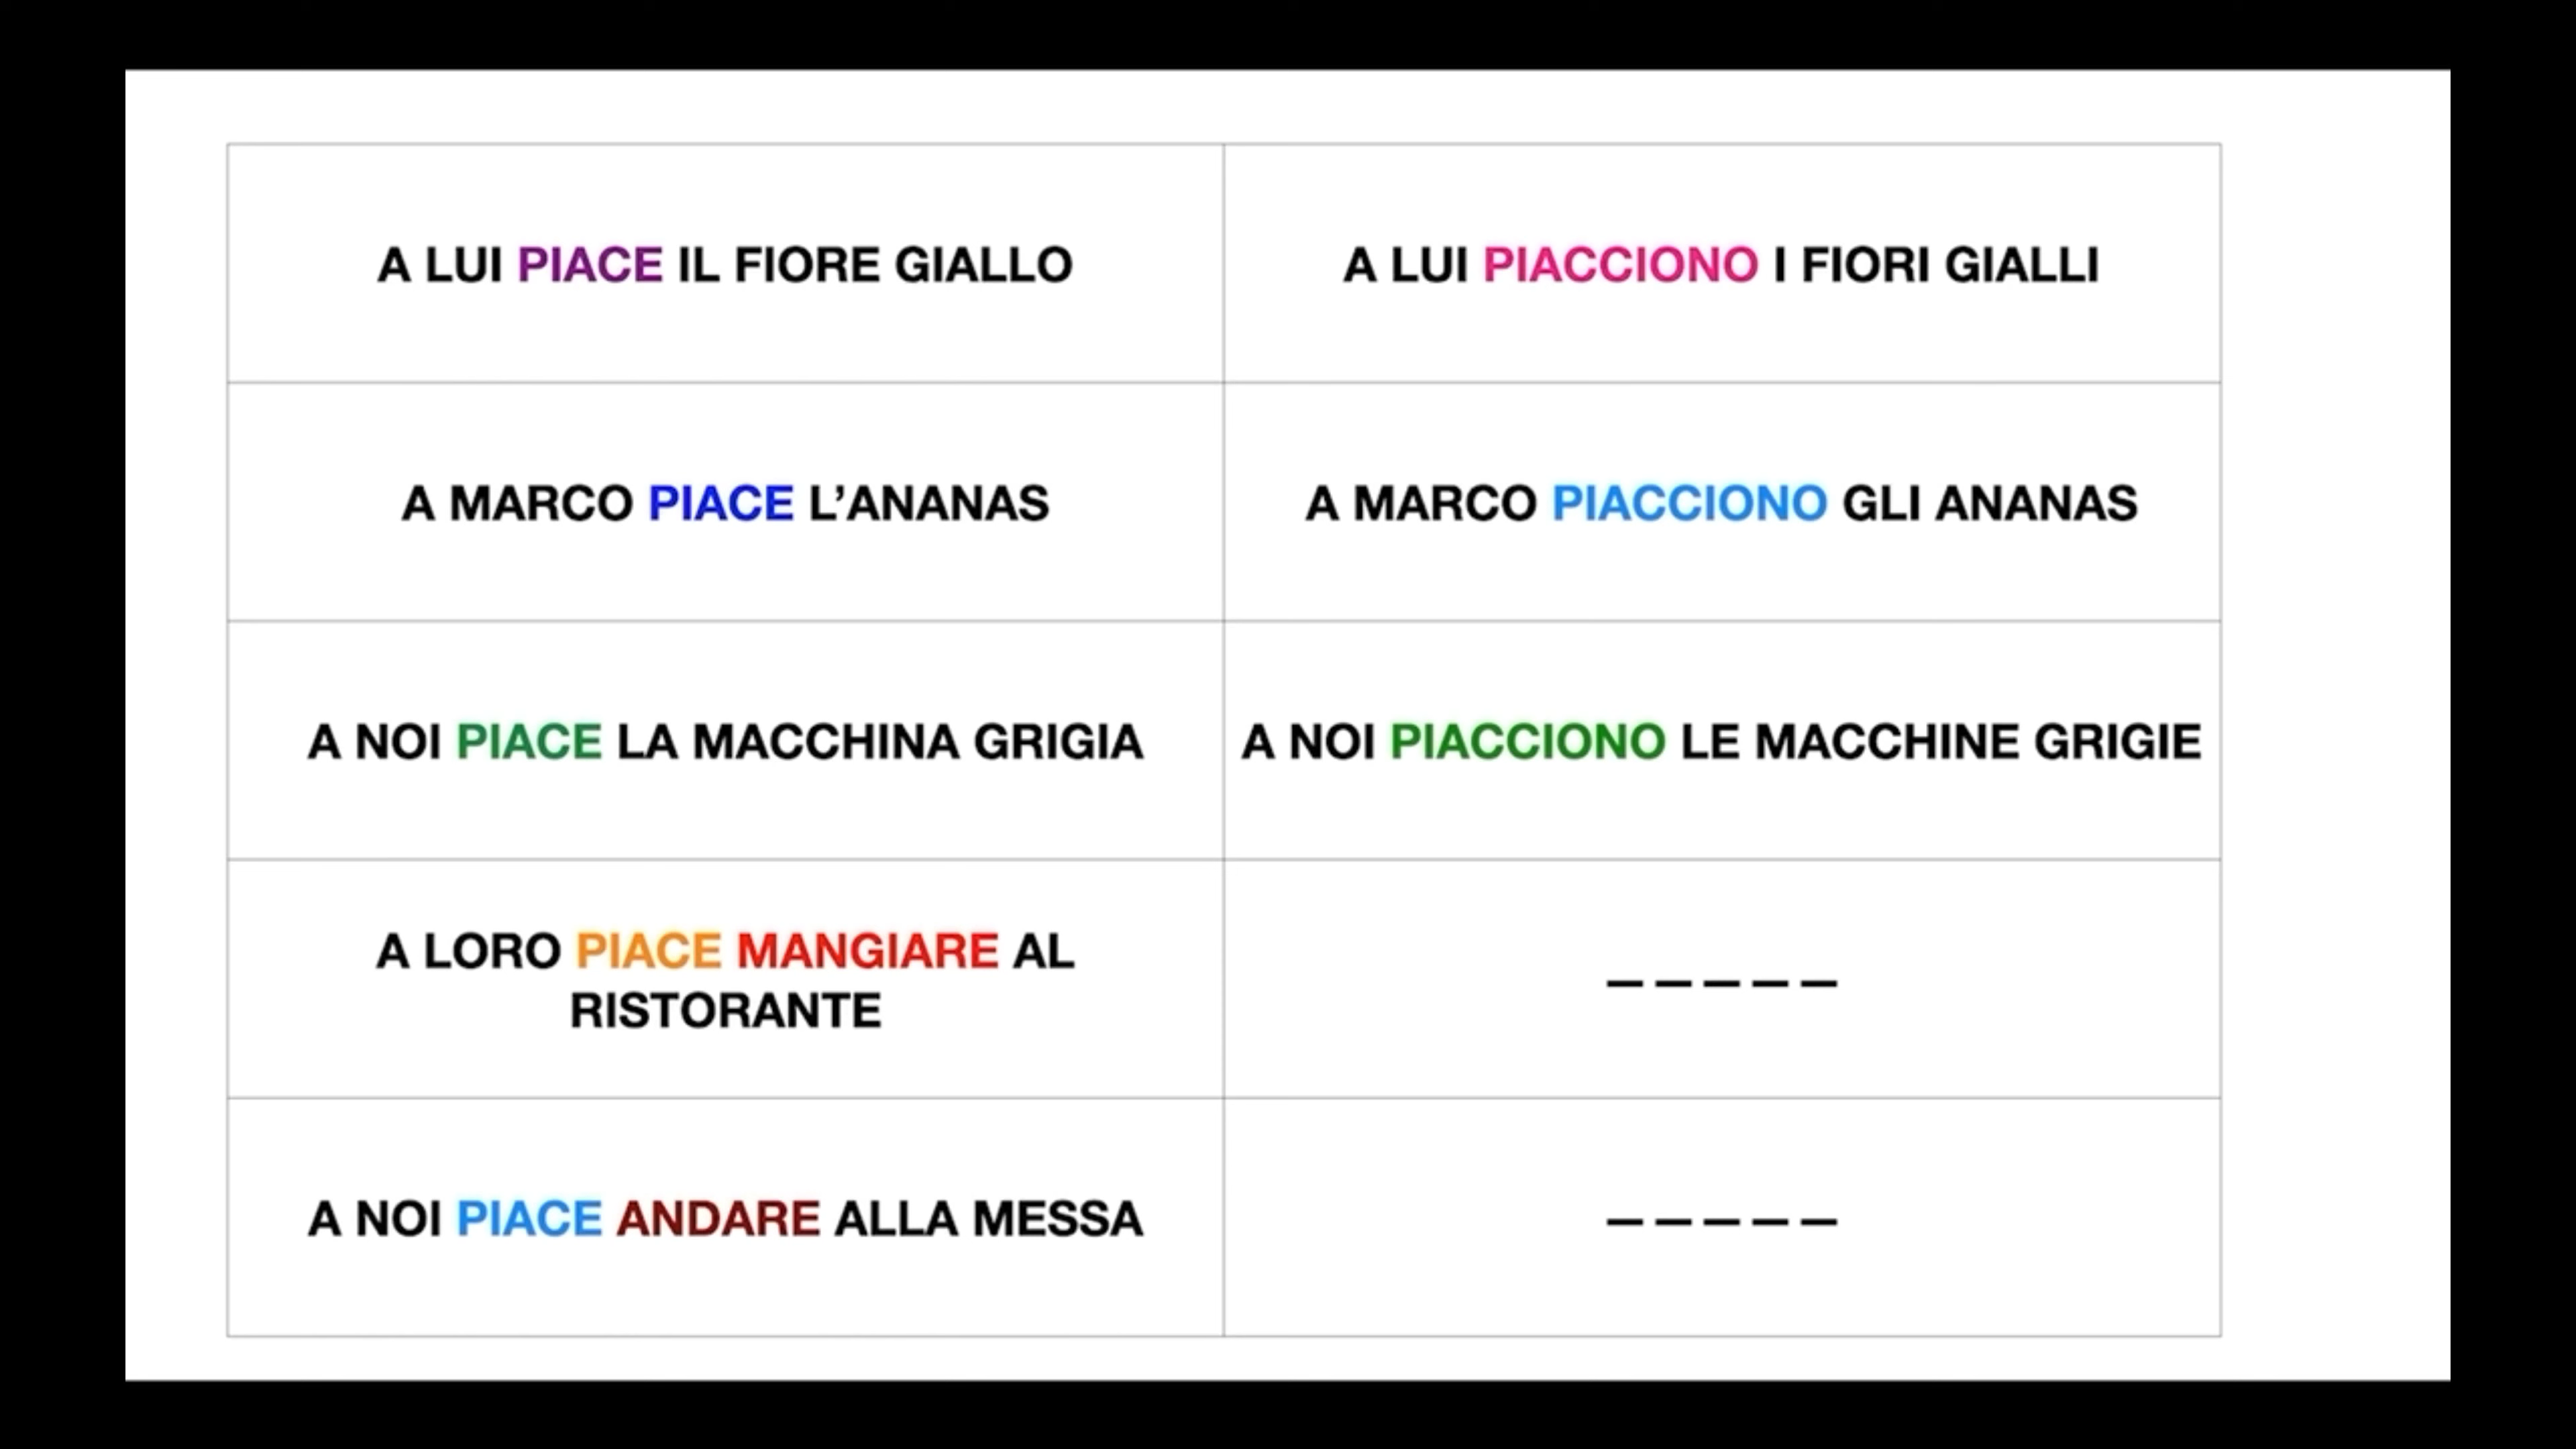 A LUI PIACE IL FIORE GIALLO
A LUI PIACCIONO I FIORI GIALLI
A MARCO PIACE L’ANANAS
A MARCO PIACCIONO GLI ANANAS
A NOI PIACE LA MACCHINA GRIGIA
A NOI PIACCIONO LE MACCHINE GRIGIE
A LORO PIACE MANGIARE AL
RISTORANTE
– – – – –
A NOI PIACE ANDARE ALLA MESSA
– – – – –